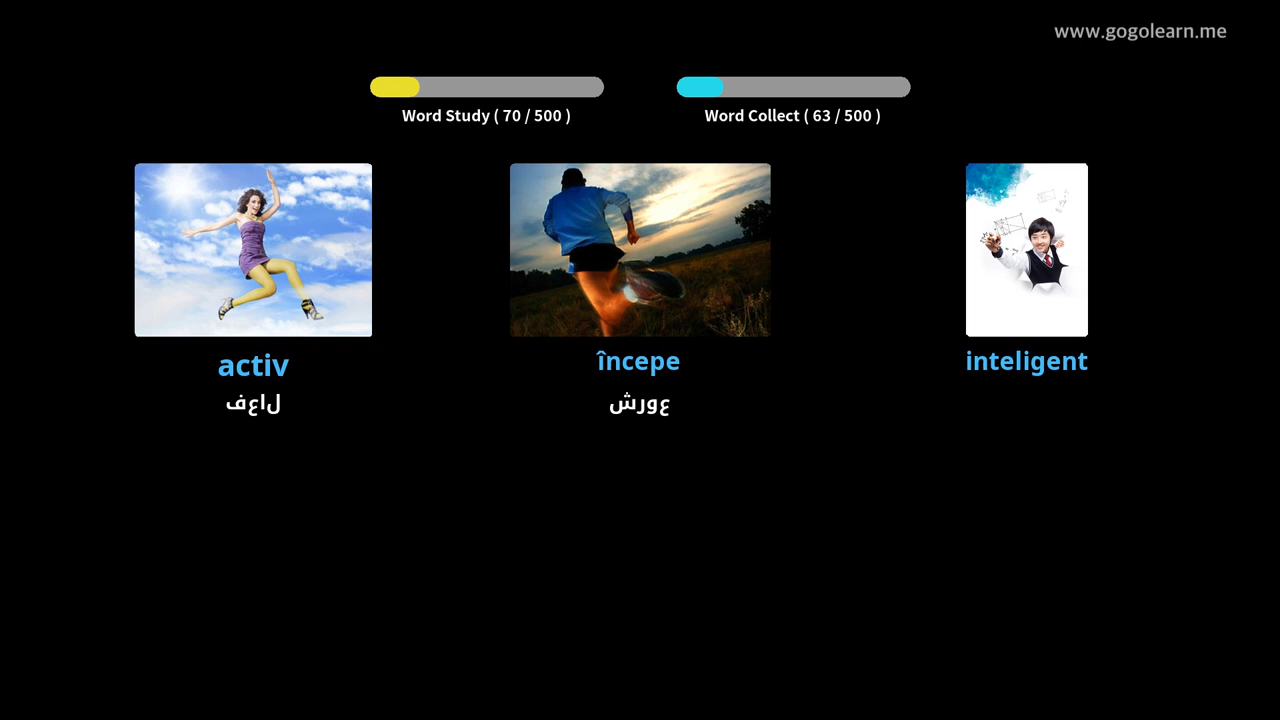 www.gogolearn.me
Word Study ( 70 / 500 )
Word Collect ( 63 / 500 )
activ
لاعف
începe
عورش
inteligent